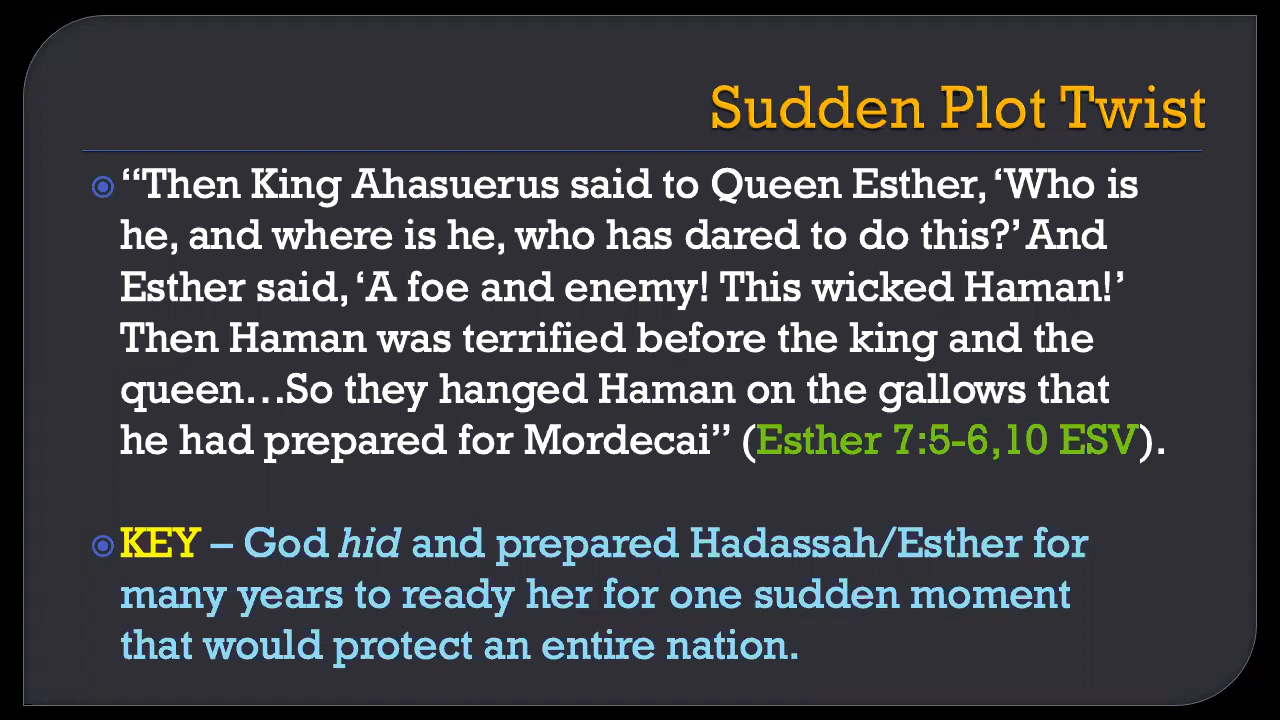 Sudden Plot Twist
“Then King Ahasuerus said to Queen Esther, ‘Who is
he, and where is he, who has dared to do this?’ And
Esther said, ‘A foe and enemy! This wicked Haman!’
Then Haman was terrified before the king and the
queen…So they hanged Haman on the gallows that
he had prepared for Mordecai” (Esther 7:5-6,10 ESV).
KEY – God hid and prepared Hadassah/Esther for
many years to ready her for one sudden moment
that would protect an entire nation.